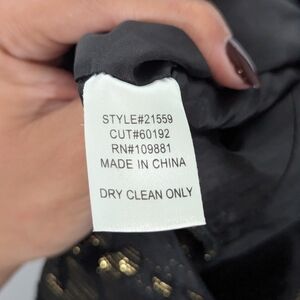 STYLE#21559
CUT#60192
RN#109881
MADE IN CHINA
DRY CLEAN ONLY